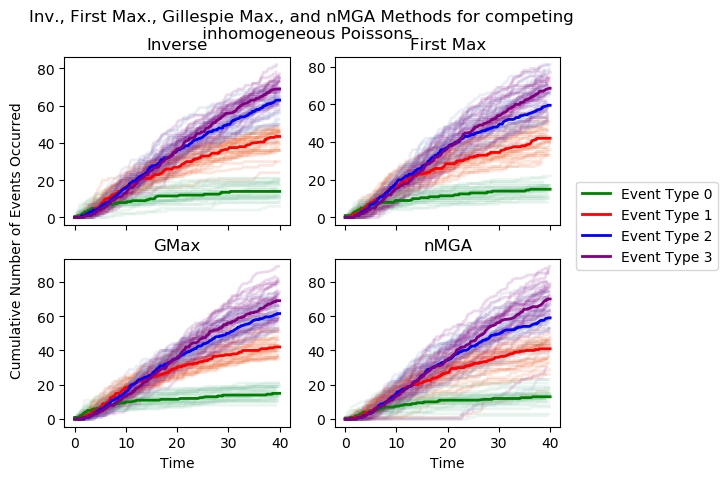 Inv., First Max., Gillespie Max., and nMGA Methods for competing
inhomogeneous Poissons
Inverse
First Max
80
60
40
20
0
80
60
40
20
0
Cumulative Number of Events Occurred
GMax
nMGA
80
60
40
20
0
80
60
40
20
0
0 10 20 30 40
0 10 20 30 40
Time
Time
Event Type 0
Event Type 1
Event Type 2
Event Type 3